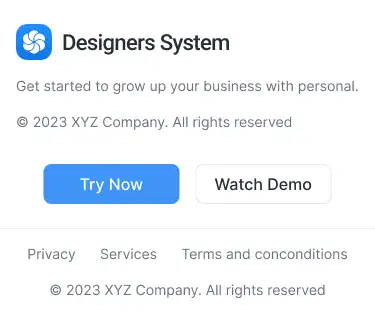 Designers System
Get started to grow up your business with personal.
© 2023 XYZ Company. All rights reserved
Try Now Watch Demo
Privacy Services Terms and conconditions
© 2023 XYZ Company. All rights reserved